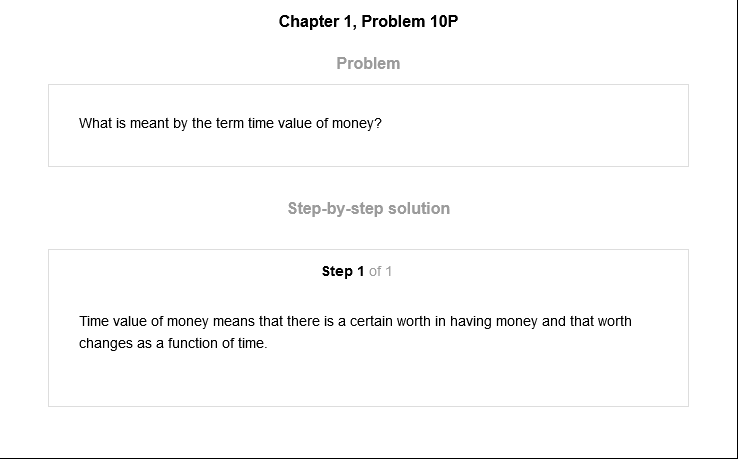 Chapter 1, Problem 10P
Problem
What is meant by the term time value of money?
Step-by-step solution
Step 1 of 1
Time value of money means that there is a certain worth in having money and that worth
changes as a function of time.